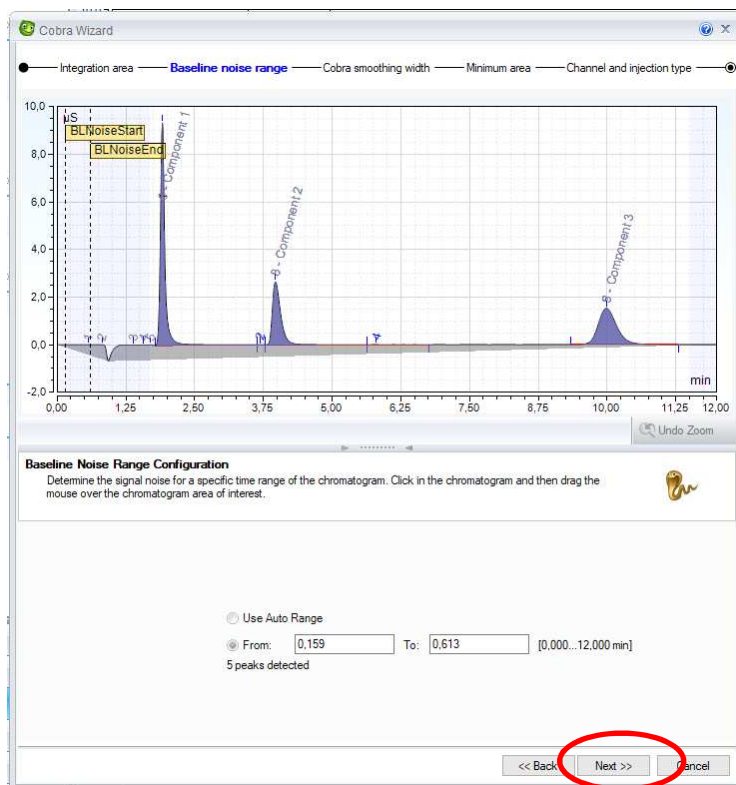 Cobra Wizard
Integration area Baseline noise range Cobra smoothing width Minimum area Channel and injection type
10,0
µS
BLNoiseStart
BLNoiseEnd
8,0
6,0
4,0
2,0
0,0
-2,0
Component 1
8 - Component 2
8 - Component 3
min
0,00 1,25 2,50 3,75 5,00 6,25 7,50 8,75 10,00 11,25 12,00
Undo Zoom
Baseline Noise Range Configuration
Determine the signal noise for a specific time range of the chromatogram. Click in the chromatogram and then drag the
mouse over the chromatogram area of interest.
Use Auto Range
From: 0,159 To: 0,613 [0,000...12,000 min]
5 peaks detected
<< Back Next >> Cancel